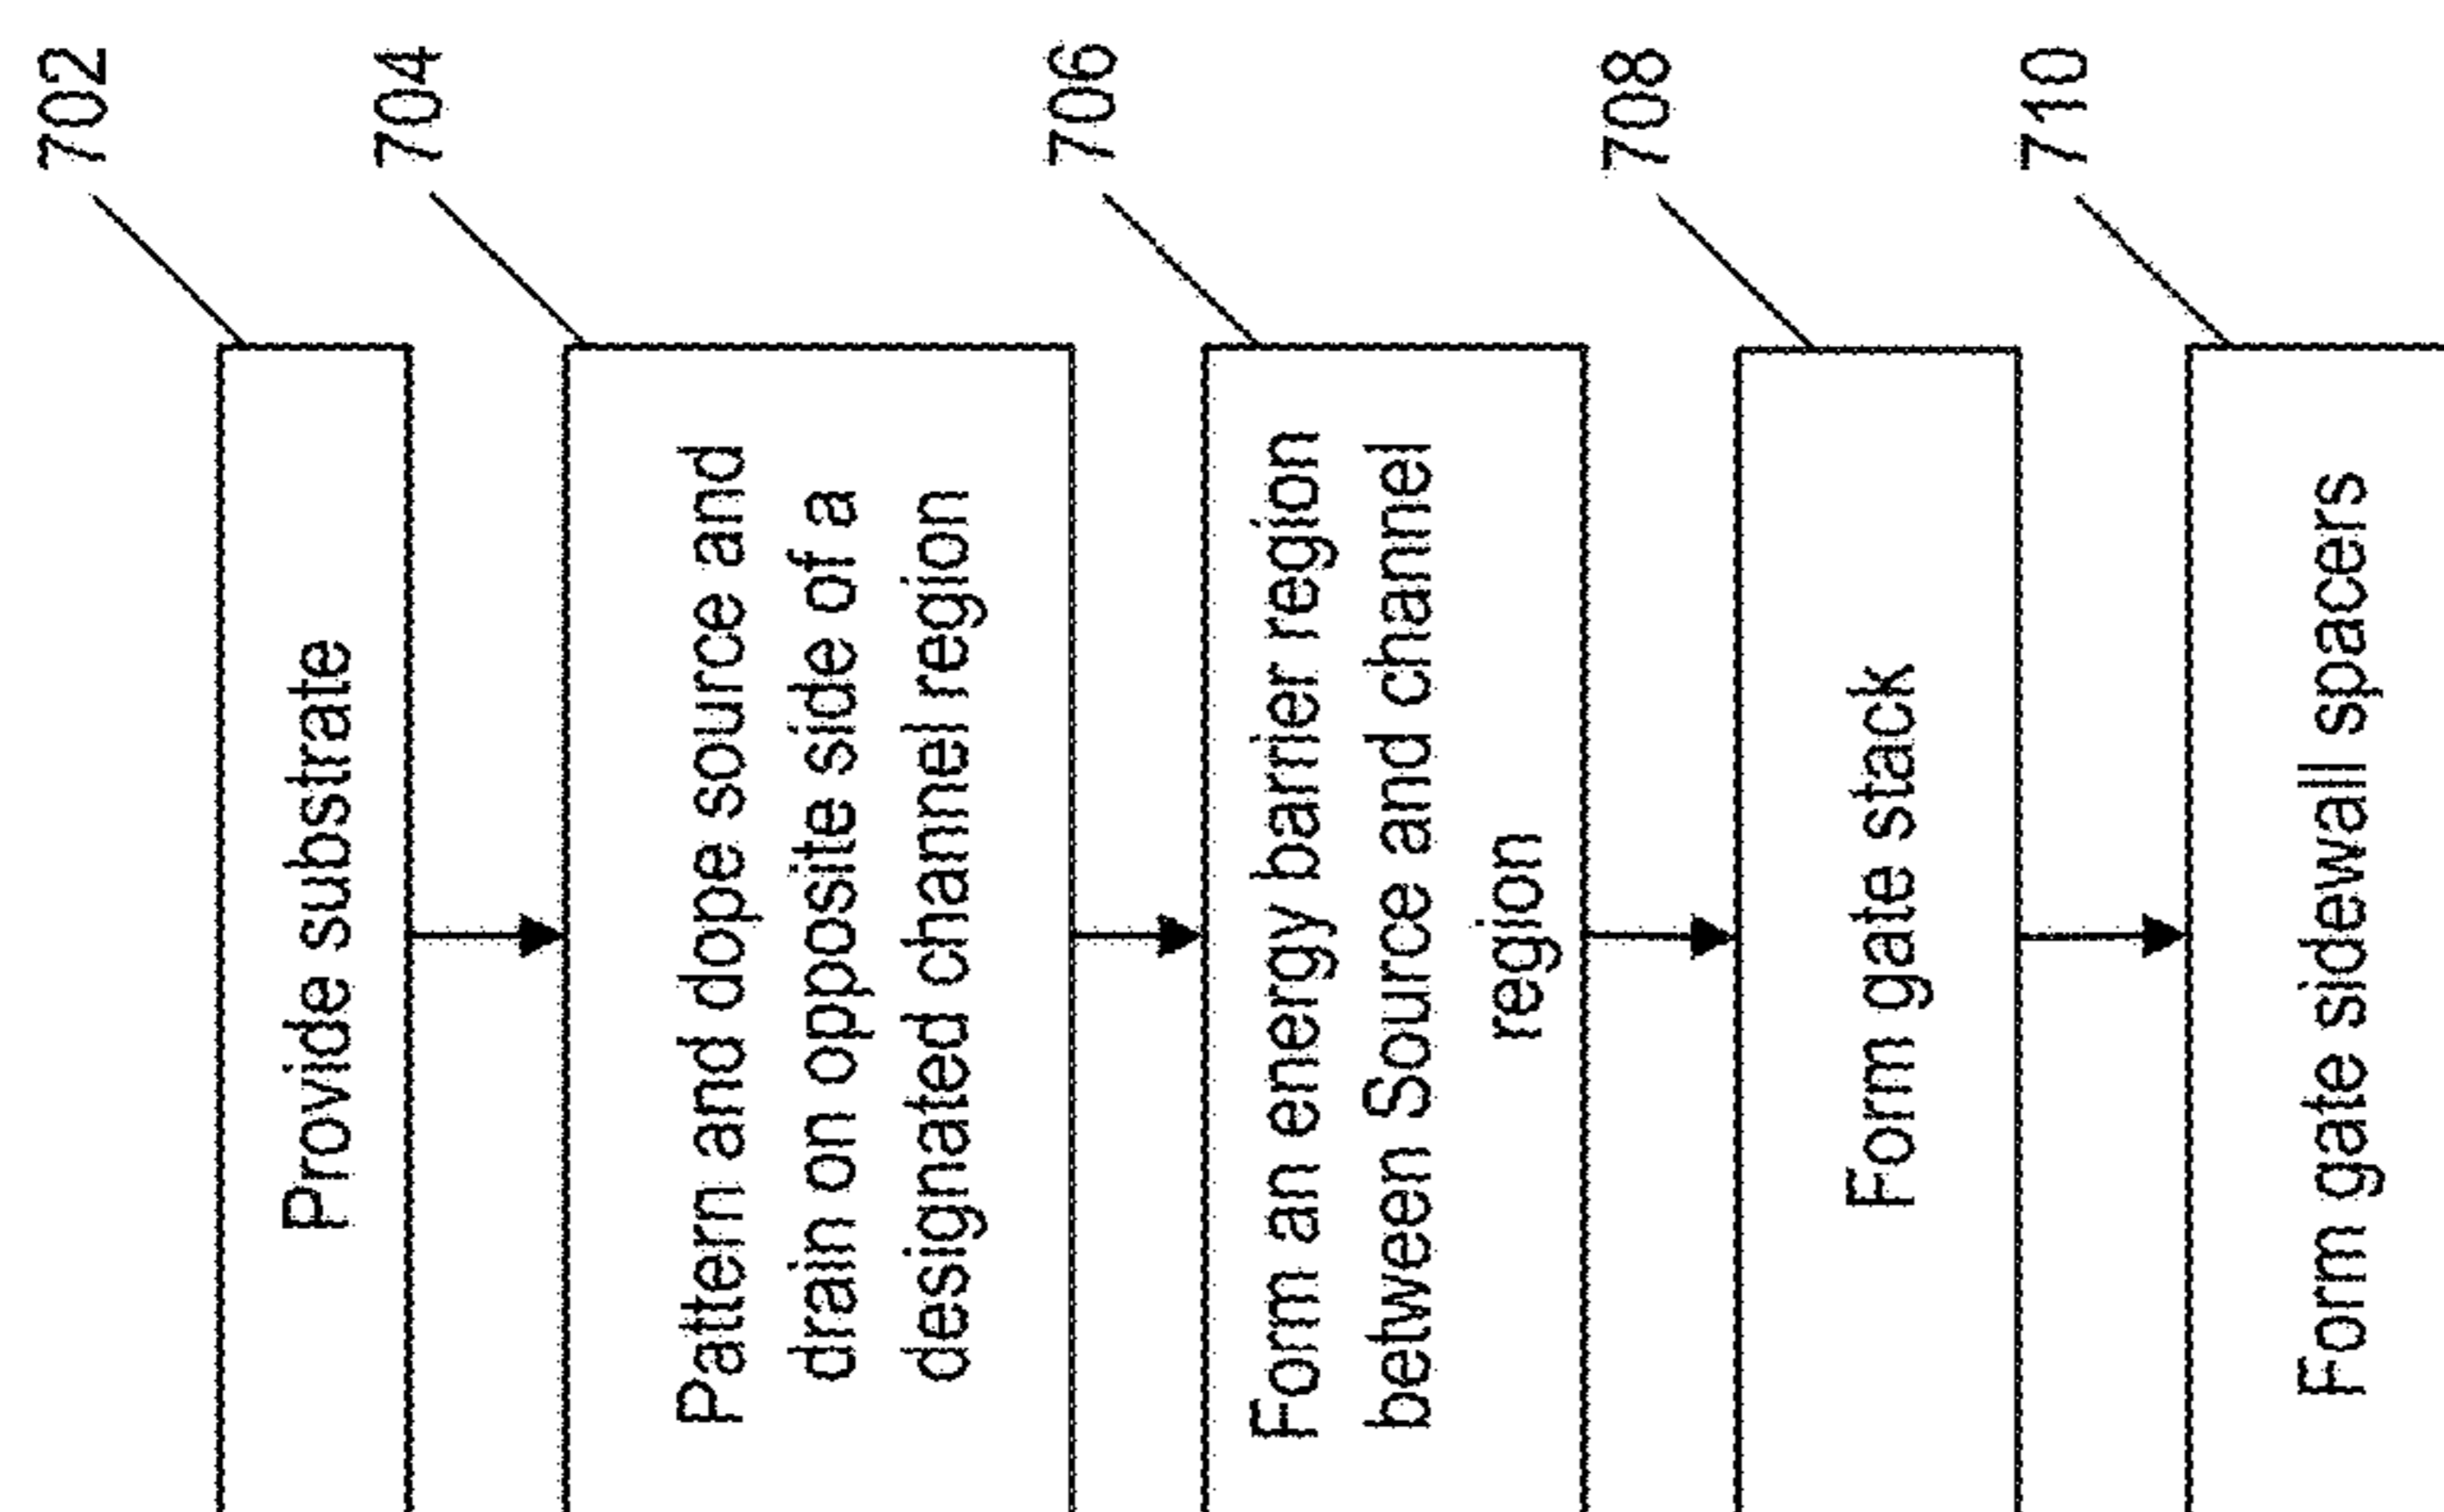 702
Provide substrate
704
Pattern and dope source and
drain on opposite side of a
designated channel region
706
Form an energy barrier region
between Source and channel
region
708
Form gate stack
710
Form gate sidewall spacers